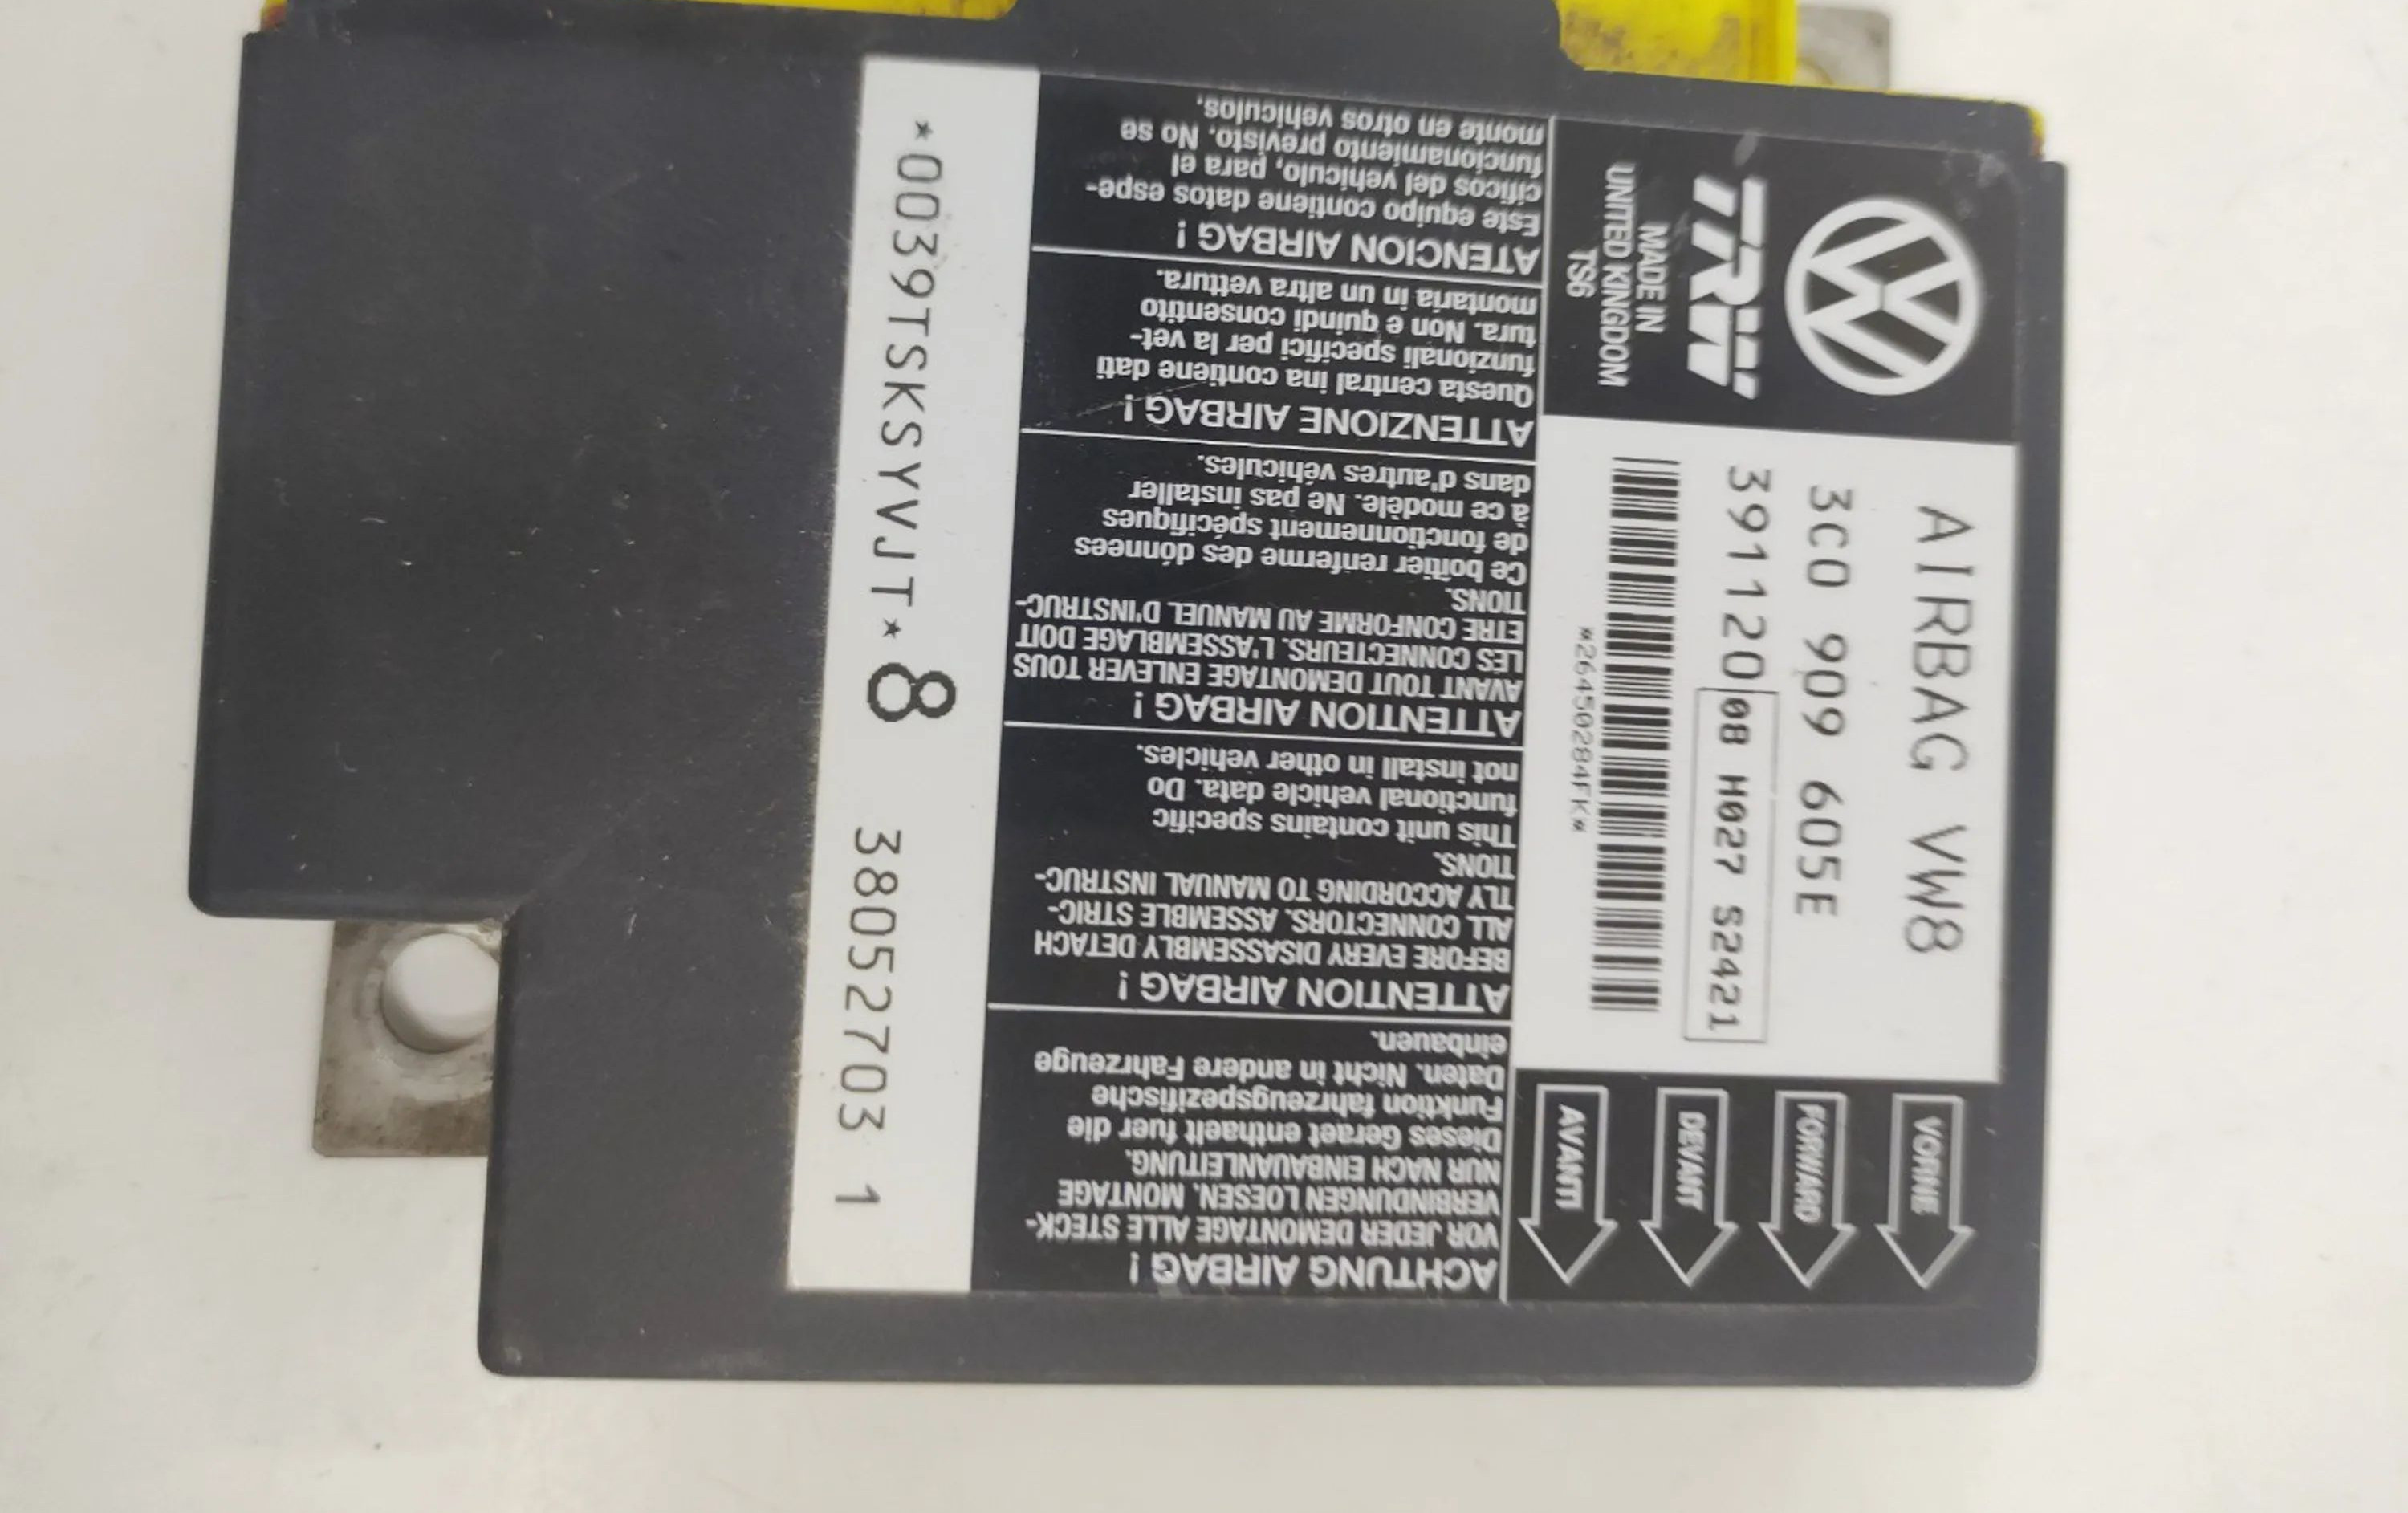 AIRBAG VW8
3C0 909 605E
39112008 H027 S2421
*26450284FK*
TRW
MADE IN
UNITED KINGDOM
TS6
VORNE
FORWARD
DEVANT
AVANTI
ACHTUNG AIRBAG !
VOR JEDER DEMONTAGE ALLE STECK-
VERBINDUNGEN LOESEN. MONTAGE
NUR NACH EINBAUANLEITUNG.
Dieses Geraet enthaelt fuer die
Funktion fahrzeugspezifische
Daten. Nicht in andere Fahrzeuge
einbauen.
ATTENTION AIRBAG !
BEFORE EVERY DISASSEMBLY DETACH
ALL CONNECTORS. ASSEMBLE STRIC-
TLY ACCORDING TO MANUAL INSTRUC-
TIONS.
This unit contains specific
functional vehicle data. Do
not install in other vehicles.
ATTENTION AIRBAG !
AVANT TOUT DEMONTAGE ENLEVER TOUS
LES CONNECTEURS. L'ASSEMBLAGE DOIT
ETRE CONFORME AU MANUEL D'INSTRUC-
TIONS.
Ce boîtier renferme des dónnees
de fonctionnement spécifiques
à ce modèle. Ne pas installer
dans d'autres véhicules.
ATTENZIONE AIRBAG !
Questa central ina contiene dati
funzionali specifici per la vet-
tura. Non e quindi consentito
montaria in un altra vettura.
ATENCION AIRBAG !
Este equipo contiene datos espe-
cificos del vehiculo, para el
funcionamiento previsto. No se
monte en otros vehiculos.
*0039TSKSYVJT* 8 38052703 1